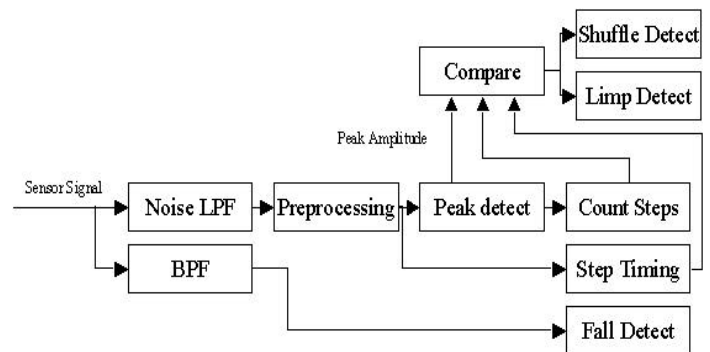 Shuffle Detect
Compare
Limp Detect
Peak Amplitude
Sensor Signal
Noise LPF
Preprocessing
Peak detect
Count Steps
BPF
Step Timing
Fall Detect